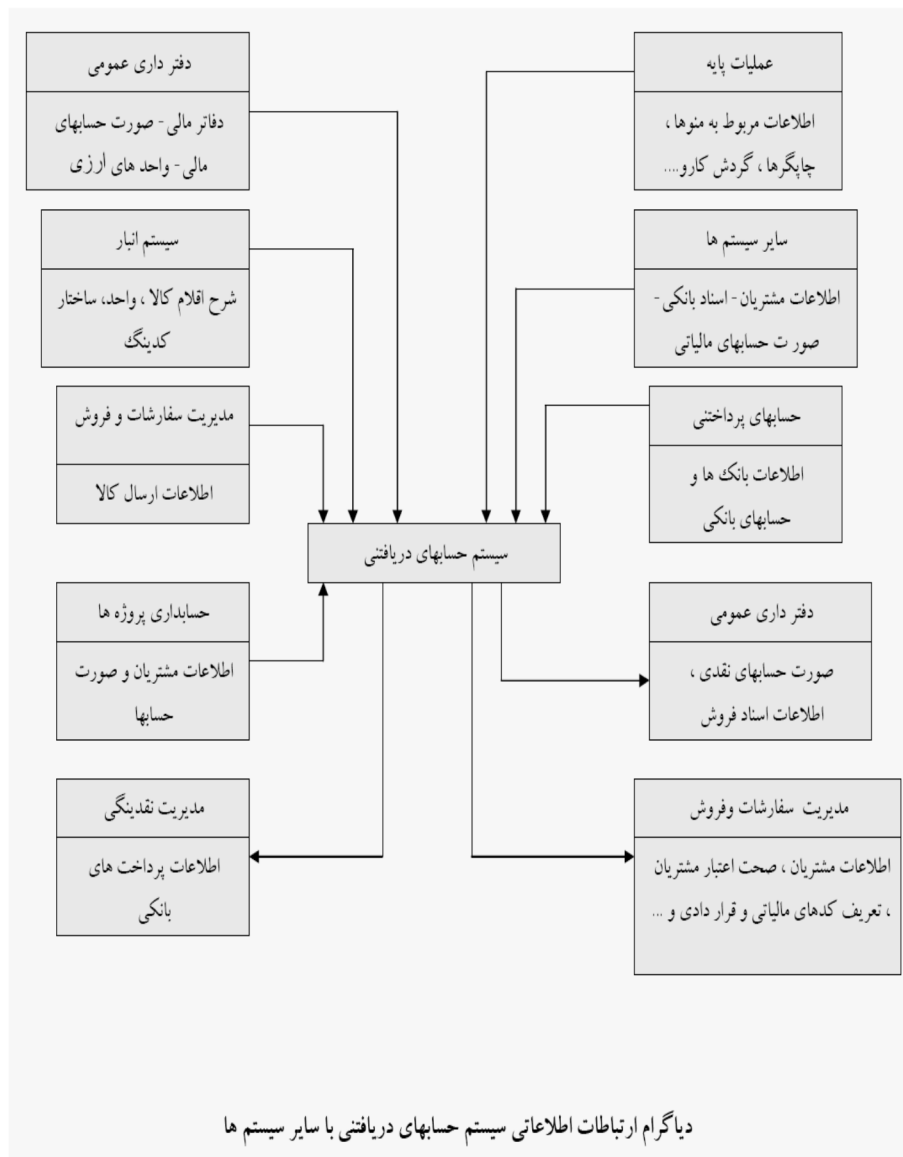 عملیات پایه
اطلاعات مربوط به منوها ،
چاپگرها ، گردش کارو....
دفتر داری عمومی
دفاتر مالی - صورت حسابهای
مالی - واحد های أرزی
سایر سیستم ها
اطلاعات مشتریان - اسناد بانکی -
صور ت حسابهای مالیاتی
سیستم انبار
شرح اقلام کالا ، واحد، ساختار
کدینگ
حسابهای پرداختنی
اطلاعات بانک ها و
حسابهای بانکی
مدیریت سفارشات و فروش
اطلاعات ارسال کالا
سیستم حسابهای دریافتنی
دفتر داری عمومی
صورت حسابهای نقدی ،
اطلاعات اسناد فروش
حسابداری پروژه ها
اطلاعات مشتریان و صورت
حسابها
مدیریت سفارشات وفروش
اطلاعات مشتریان ، صحت اعتبار مشتریان
، تعریف کدهای مالیاتی و قرار دادی و ...
مدیریت نقدینگی
اطلاعات پرداخت های
بانکی
دیاگرام ارتباطات اطلاعاتی سیستم حسابهای دریافتنی با سایر سیستم ها